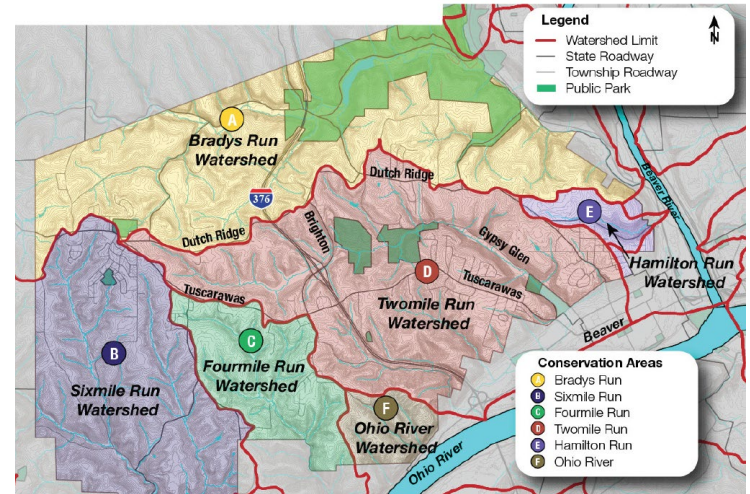 Legend
N
Watershed Limit
State Roadway
Township Roadway
Public Park
A
Bradys Run
Watershed
376
Dutch Ridge
Dutch Ridge
Brighton
Gypsy Glen
Tuscarawas
Tuscarawas
Beaver River
E
Hamilton Run
Watershed
D
Twomile Run
Watershed
Beaver
B
Sixmile Run
Watershed
C
Fourmile Run
Watershed
F
Ohio River
Watershed
Ohio River
Conservation Areas
A Bradys Run
B Sixmile Run
C Fourmile Run
D Twomile Run
E Hamilton Run
F Ohio River